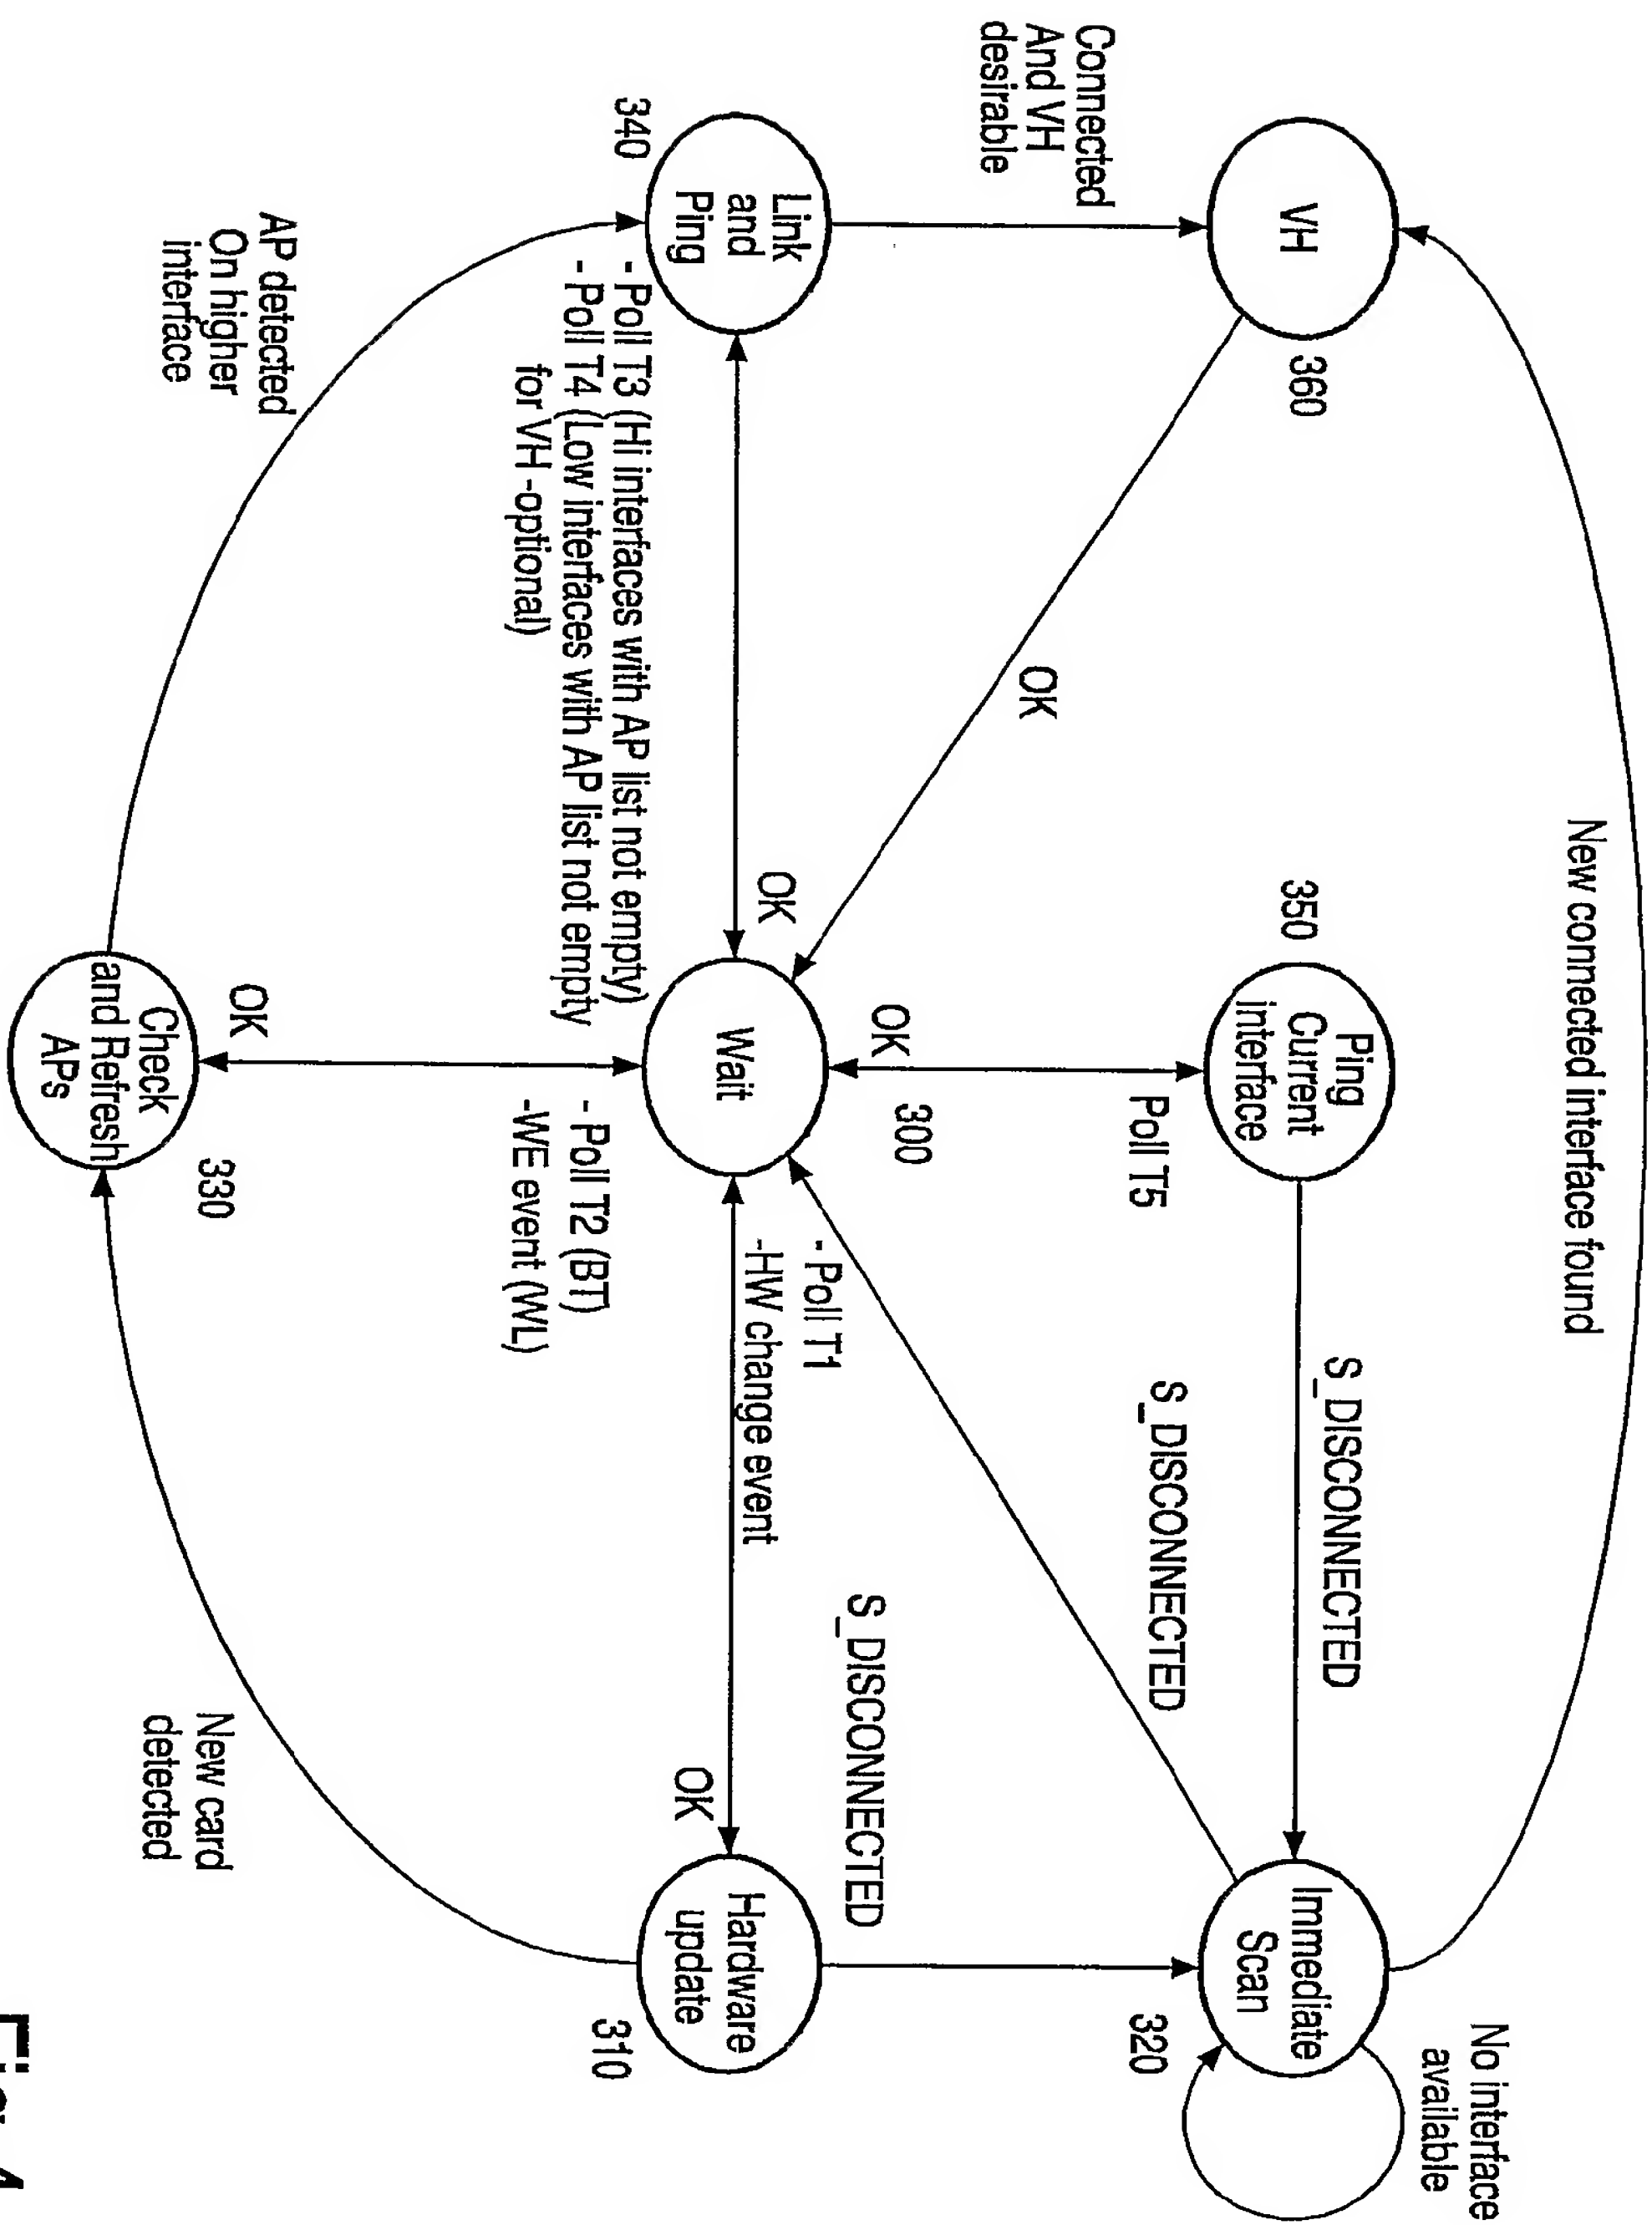 New connected interface found
No interface
available
VH
360
350
Ping
Current
interface
S_DISCONNECTED
Immediate
Scan
320
Connected
And VH
desirable
OK
Poll T5
S_DISCONNECTED
OK
300
S_DISCONNECTED
- Poll T1
-HW change event
OK
340
Link
and
Ping
Wait
OK
Hardware
update
310
- Poll T3 (Hi interfaces with AP list not empty)
- Poll T4 (Low interfaces with AP list not empty
for VH -optional)
- Poll T2 (BT)
-WE event (WL)
AP detected
On higher
interface
OK
330
New card
detected
Check
and Refresh
APs